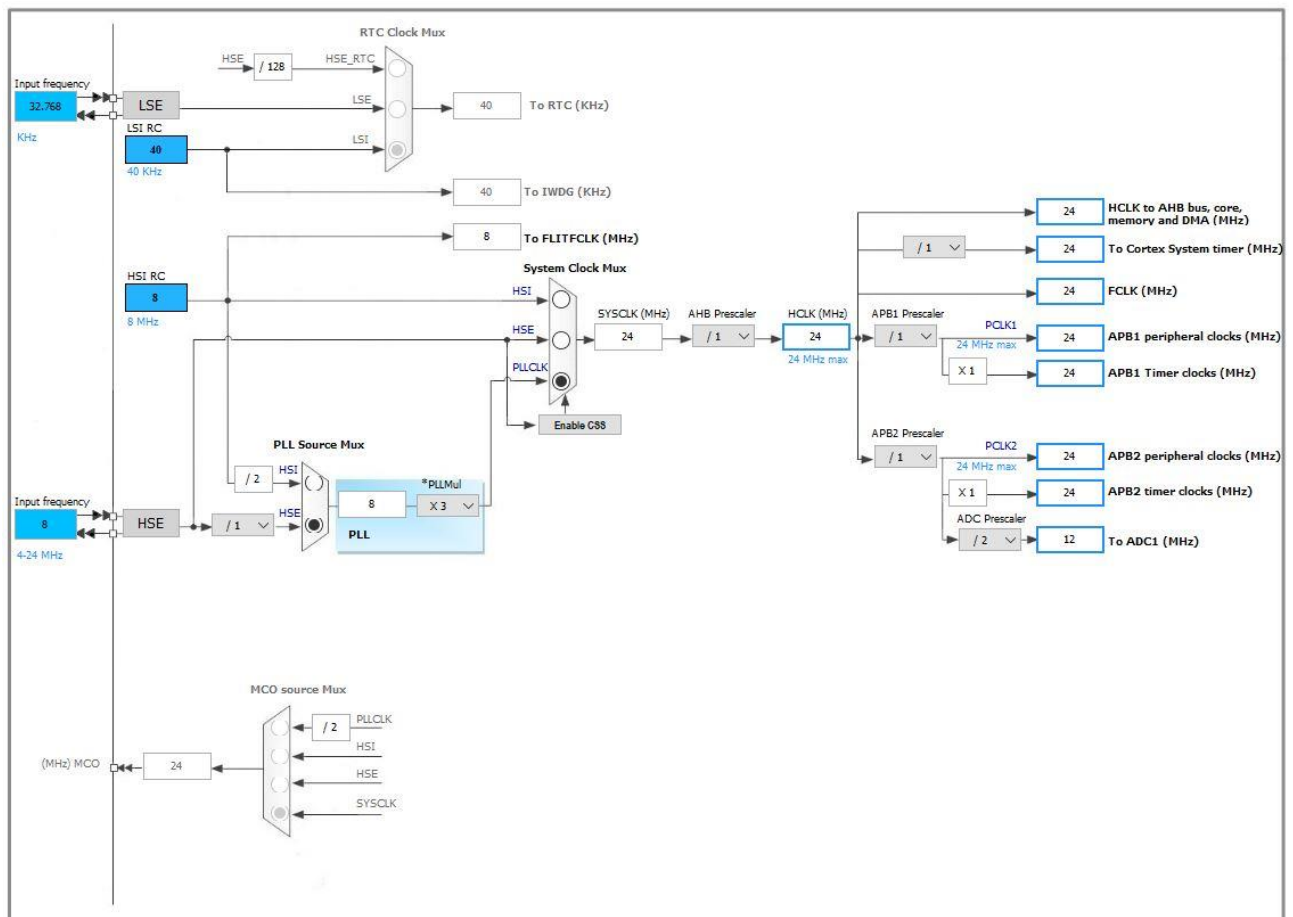 RTC Clock Mux
HSE
/ 128
HSE_RTC
Input frequency
32.768
KHz
LSE
LSE
40
To RTC (KHz)
LSI RC
40
40 KHz
LSI
40
To IWDG (KHz)
8
To FLITFCLK (MHz)
HSI RC
8
8 MHz
System Clock Mux
HSI
HSE
PLLCLK
SYSCLK (MHz)
24
AHB Prescaler
/ 1
HCLK (MHz)
24
24 MHz max
24
HCLK to AHB bus, core,
memory and DMA (MHz)
/ 1
24
To Cortex System timer (MHz)
24
FCLK (MHz)
APB1 Prescaler
/ 1
PCLK1
24 MHz max
24
APB1 peripheral clocks (MHz)
X 1
24
APB1 Timer clocks (MHz)
Enable CSS
APB2 Prescaler
/ 1
PCLK2
24 MHz max
24
APB2 peripheral clocks (MHz)
X 1
24
APB2 timer clocks (MHz)
ADC Prescaler
/ 2
12
To ADC1 (MHz)
PLL Source Mux
/ 2
HSI
HSE
8
*PLLMul
X 3
PLL
Input frequency
8
4-24 MHz
HSE
/ 1
MCO source Mux
/ 2
PLLCLK
HSI
HSE
SYSCLK
(MHz) MCO
24